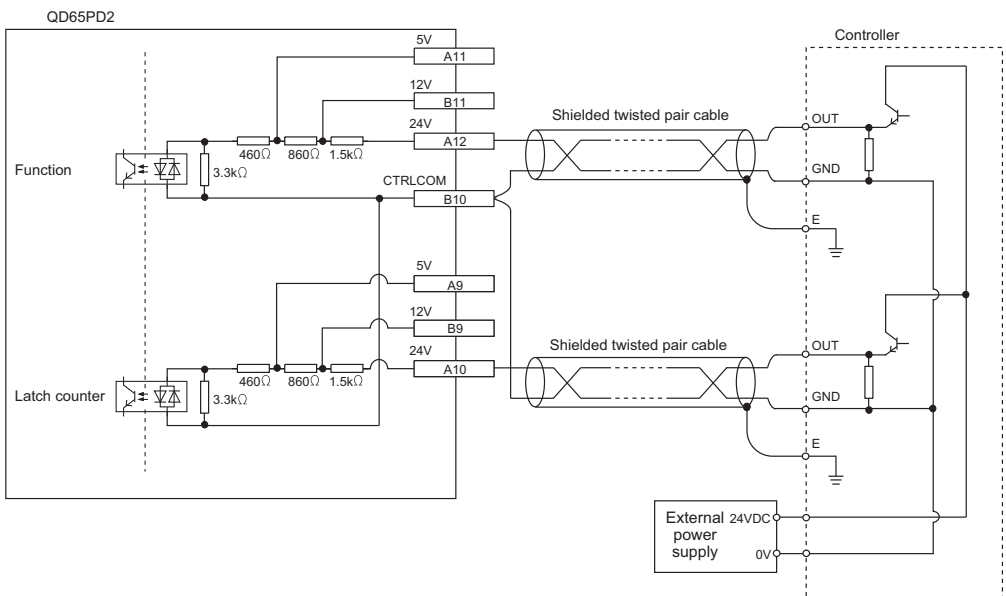 QD65PD2
Controller
5V
A11
12V
B11
24V
A12
Shielded twisted pair cable
OUT
460Ω 860Ω 1.5kΩ
3.3kΩ
Function
CTRLCOM
B10
GND
E
5V
A9
12V
B9
24V
A10
Shielded twisted pair cable
OUT
460Ω 860Ω 1.5kΩ
3.3kΩ
Latch counter
GND
E
External power supply
24VDC
0V